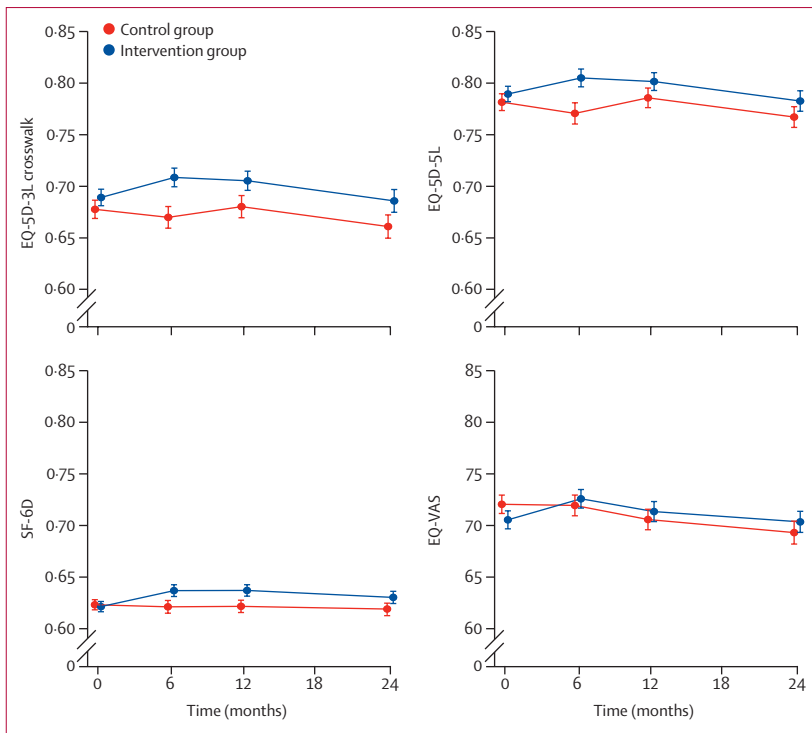 Control group
Intervention group
EQ-5D-3L crosswalk
0·85
0·80
0·75
0·70
0·65
0·60
0
EQ-5D-5L
0·85
0·80
0·75
0·70
0·65
0·60
0
SF-6D
0·85
0·80
0·75
0·70
0·65
0·60
0
0 6 12 18 24
Time (months)
EQ-VAS
85
80
75
70
65
60
0
0 6 12 18 24
Time (months)